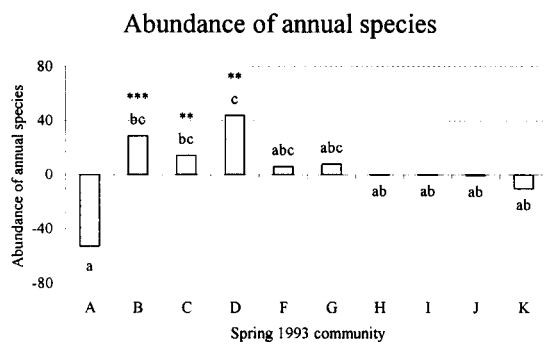 Abundance of annual species
80
40
0
-40
-80
Abundance of annual species
***
bc
**
bc
**
c
abc
abc
a
ab
ab
ab
ab
A B C D F G H I J K
Spring 1993 community